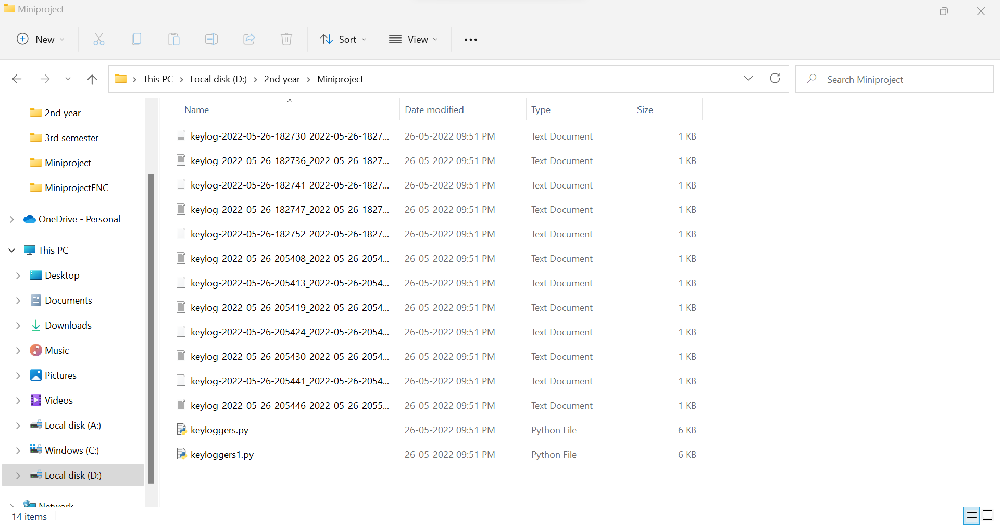 Miniproject
New Sort View
This PC Local disk (D:) 2nd year Miniproject Search Miniproject
2nd year
3rd semester
Miniproject
MiniprojectENC
OneDrive - Personal
This PC
Desktop
Documents
Downloads
Music
Pictures
Videos
Local disk (A:)
Windows (C:)
Local disk (D:)
Network
Name Date modified Type Size
keylog-2022-05-26-182730_2022-05-26-1827... 26-05-2022 09:51 PM Text Document 1 KB
keylog-2022-05-26-182736_2022-05-26-1827... 26-05-2022 09:51 PM Text Document 1 KB
keylog-2022-05-26-182741_2022-05-26-1827... 26-05-2022 09:51 PM Text Document 1 KB
keylog-2022-05-26-182747_2022-05-26-1827... 26-05-2022 09:51 PM Text Document 1 KB
keylog-2022-05-26-182752_2022-05-26-1827... 26-05-2022 09:51 PM Text Document 1 KB
keylog-2022-05-26-205408_2022-05-26-2054... 26-05-2022 09:51 PM Text Document 1 KB
keylog-2022-05-26-205413_2022-05-26-2054... 26-05-2022 09:51 PM Text Document 1 KB
keylog-2022-05-26-205419_2022-05-26-2054... 26-05-2022 09:51 PM Text Document 1 KB
keylog-2022-05-26-205424_2022-05-26-2054... 26-05-2022 09:51 PM Text Document 1 KB
keylog-2022-05-26-205430_2022-05-26-2054... 26-05-2022 09:51 PM Text Document 1 KB
keylog-2022-05-26-205441_2022-05-26-2054... 26-05-2022 09:51 PM Text Document 1 KB
keylog-2022-05-26-205446_2022-05-26-2055... 26-05-2022 09:51 PM Text Document 1 KB
keyloggers.py 26-05-2022 09:51 PM Python File 6 KB
keyloggers1.py 26-05-2022 09:51 PM Python File 6 KB
14 items